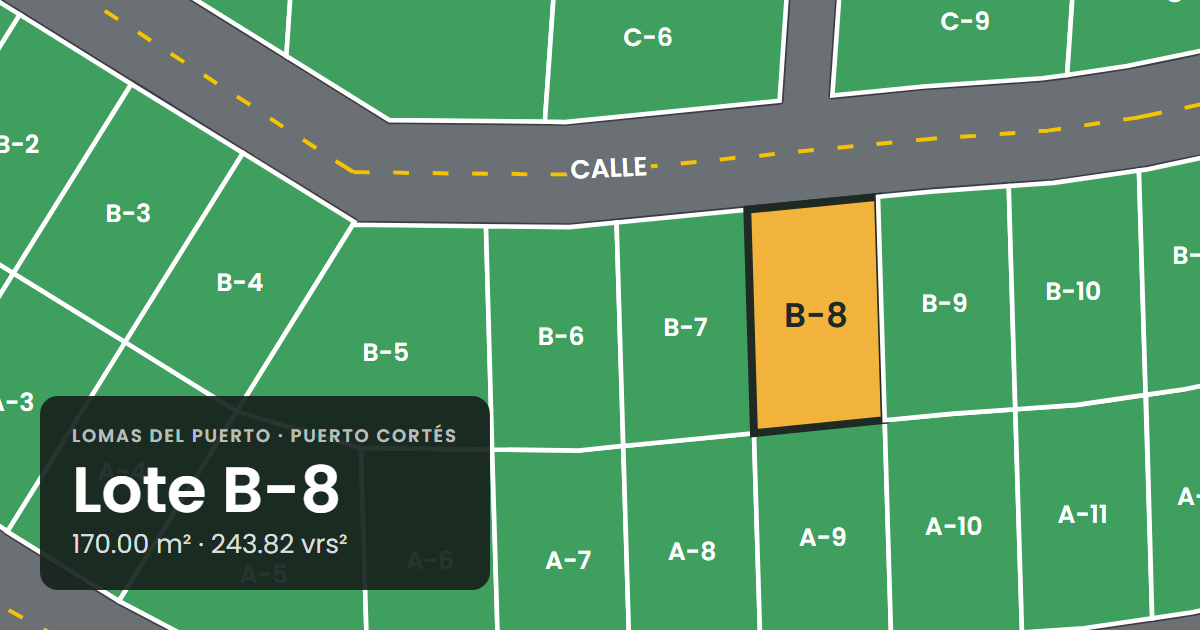 C-6
C-9
B-2
CALLE
B-3
B-4
B-5
B-6
B-7
B-8
B-9
B-10
B-
A-3
LOMAS DEL PUERTO · PUERTO CORTÉS
A-4
Lote B-8
170.00 m² · 243.82 vrs²
A-5
A-6
A-7
A-8
A-9
A-10
A-11
A-